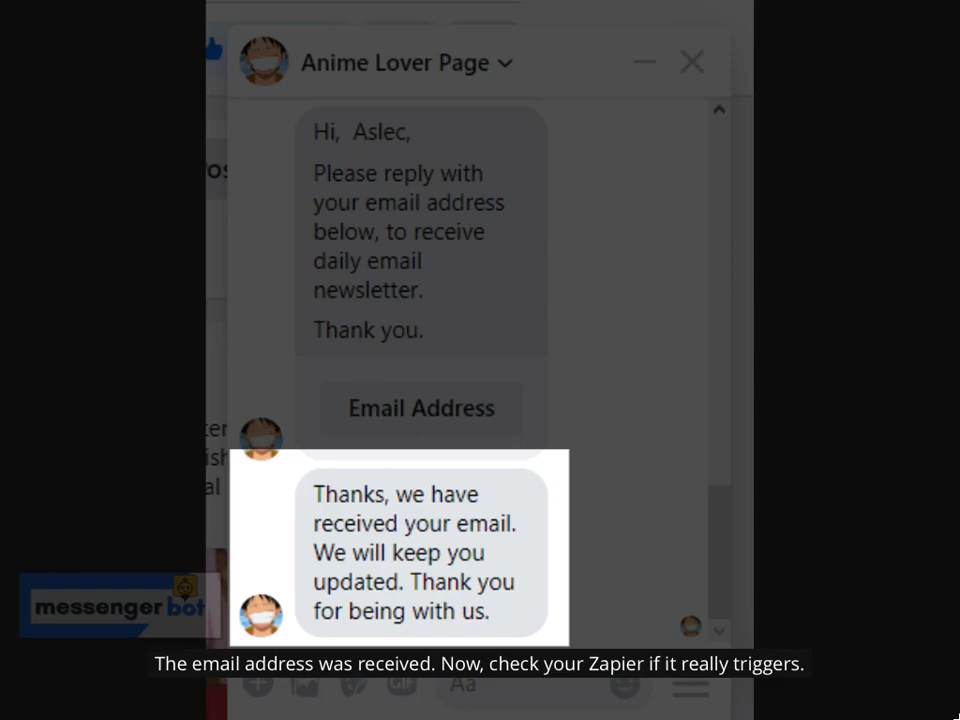 Anime Lover Page
Hi, Aslec,
Please reply with
your email address
below, to receive
daily email
newsletter.
Thank you.
Email Address
Thanks, we have
received your email.
We will keep you
updated. Thank you
for being with us.
messenger bot
The email address was received. Now, check your Zapier if it really triggers.
GIF
Aa